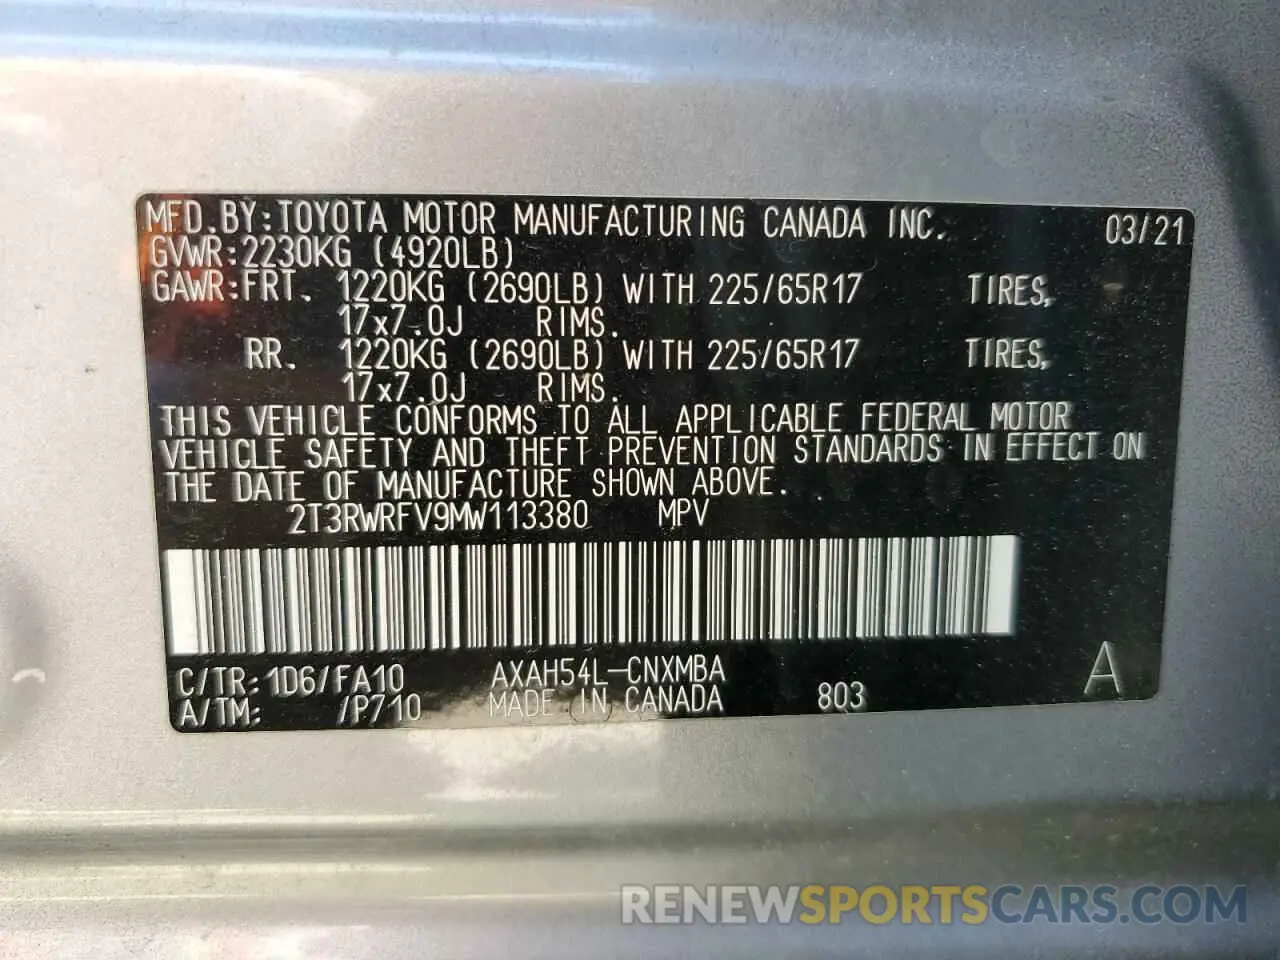 MFD.BY:TOYOTA MOTOR MANUFACTURING CANADA INC. 03/21
GVWR:2230KG (4920LB)
GAWR:FRT. 1220KG (2690LB) WITH 225/65R17 TIRES,
17x7.0J RIMS.
RR. 1220KG (2690LB) WITH 225/65R17 TIRES,
17x7.0J RIMS.
THIS VEHICLE CONFORMS TO ALL APPLICABLE FEDERAL MOTOR
VEHICLE SAFETY AND THEFT PREVENTION STANDARDS IN EFFECT ON
THE DATE OF MANUFACTURE SHOWN ABOVE.
2T3RWRFV9MW113380 MPV
C/TR:1D6/FA10 AXAH54L-CNXMBA A
A/TM: /P710 MADE IN CANADA 803
RENEWSPORTSCARS.COM